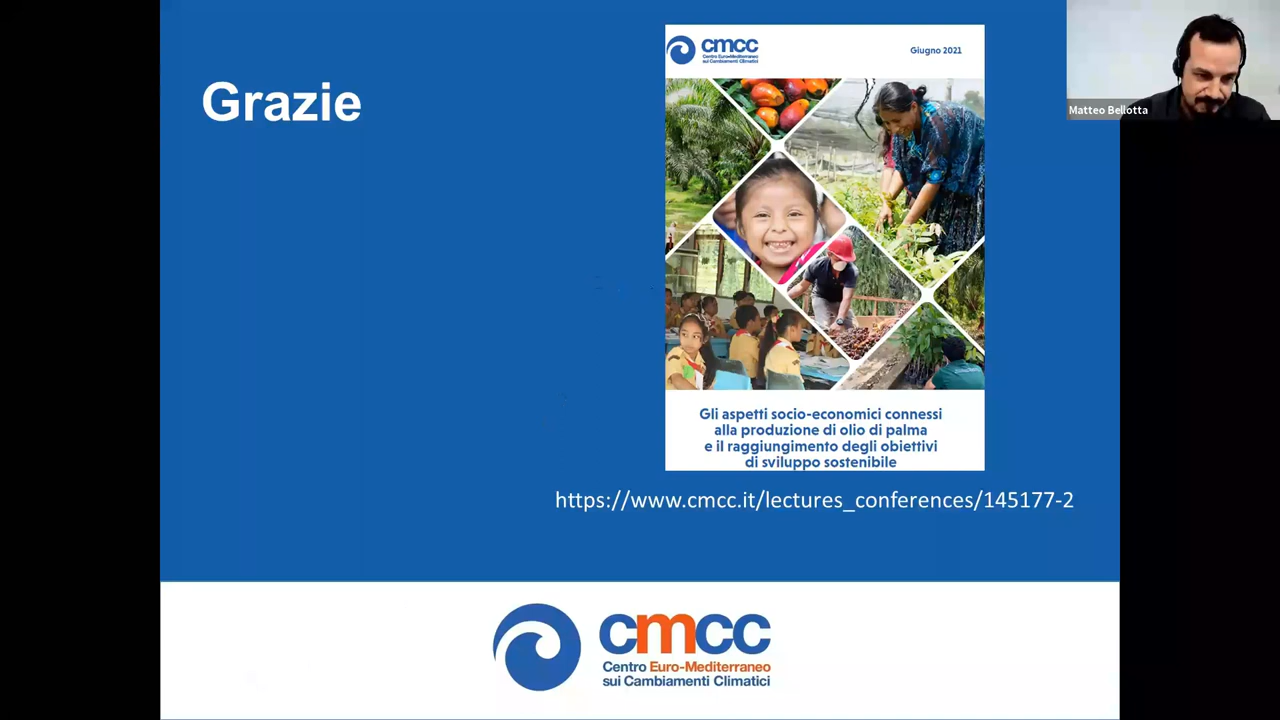 Grazie
cmcc
Centro Euro-Mediterraneo
sui Cambiamenti Climatici
Giugno 2021
Matteo Bellotta
Gli aspetti socio-economici connessi
alla produzione di olio di palma
e il raggiungimento degli obiettivi
di sviluppo sostenibile
https://www.cmcc.it/lectures_conferences/145177-2
cmcc
Centro Euro-Mediterraneo
sui Cambiamenti Climatici